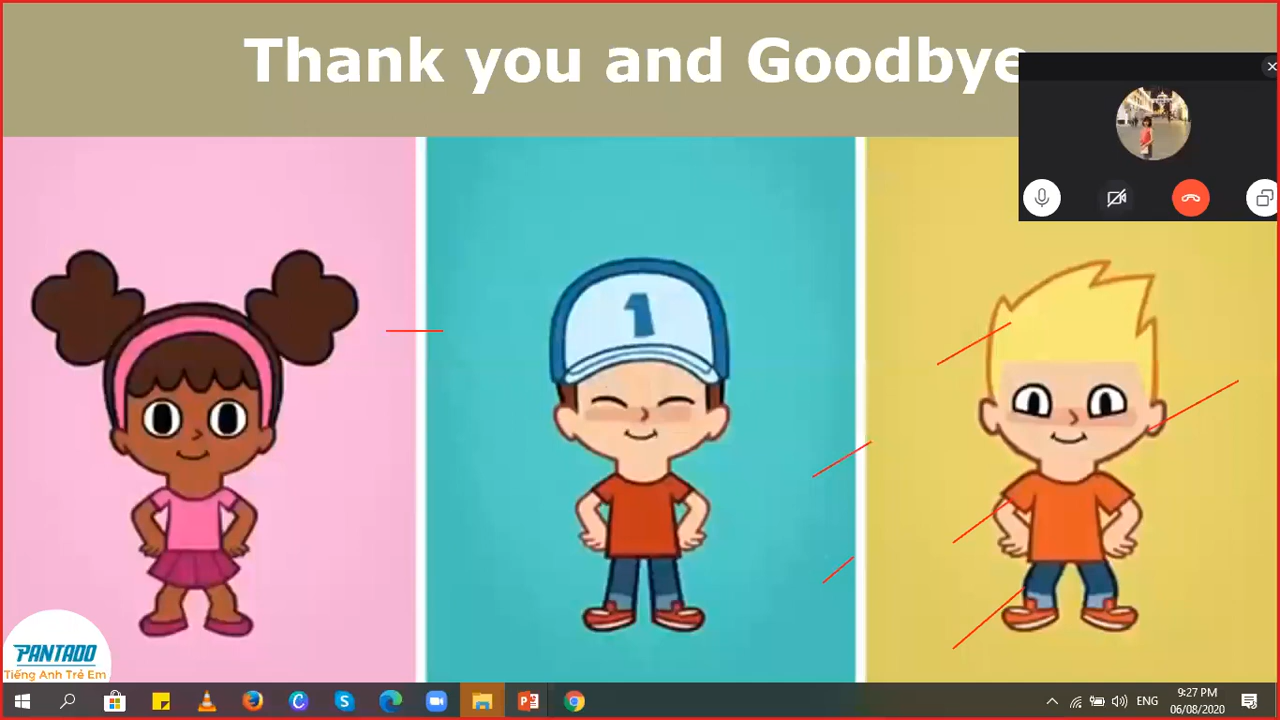 Thank you and Goodbye
1
PANTADO
Tiếng Anh Trẻ Em
ENG
9:27 PM
06/08/2020